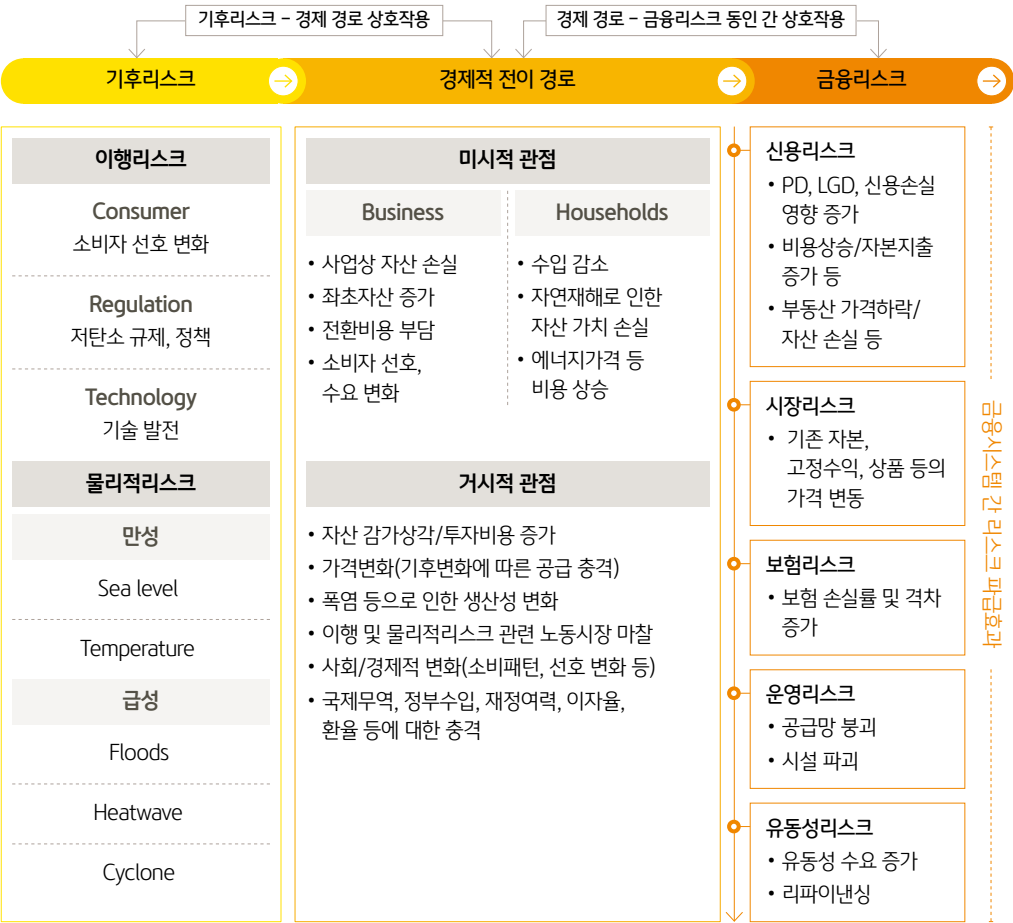 기후리스크 – 경제 경로 상호작용
경제 경로 – 금융리스크 동인 간 상호작용
기후리스크
경제적 전이 경로
금융리스크
이행리스크
Consumer
소비자 선호 변화
Regulation
저탄소 규제, 정책
Technology
기술 발전
물리적리스크
만성
Sea level
Temperature
급성
Floods
Heatwave
Cyclone
미시적 관점
Business
• 사업상 자산 손실
• 좌초자산 증가
• 전환비용 부담
• 소비자 선호,
수요 변화
Households
• 수입 감소
• 자연재해로 인한
자산 가치 손실
• 에너지가격 등
비용 상승
거시적 관점
• 자산 감가상각/투자비용 증가
• 가격변화(기후변화에 따른 공급 충격)
• 폭염 등으로 인한 생산성 변화
• 이행 및 물리적리스크 관련 노동시장 마찰
• 사회/경제적 변화(소비패턴, 선호 변화 등)
• 국제무역, 정부수입, 재정여력, 이자율,
환율 등에 대한 충격
신용리스크
• PD, LGD, 신용손실
영향 증가
• 비용상승/자본지출
증가 등
• 부동산 가격하락/
자산 손실 등
시장리스크
• 기존 자본,
고정수익, 상품 등의
가격 변동
보험리스크
• 보험 손실률 및 격차
증가
운영리스크
• 공급망 붕괴
• 시설 파괴
유동성리스크
• 유동성 수요 증가
• 리파이낸싱
금융시스템 간 리스크 파급효과